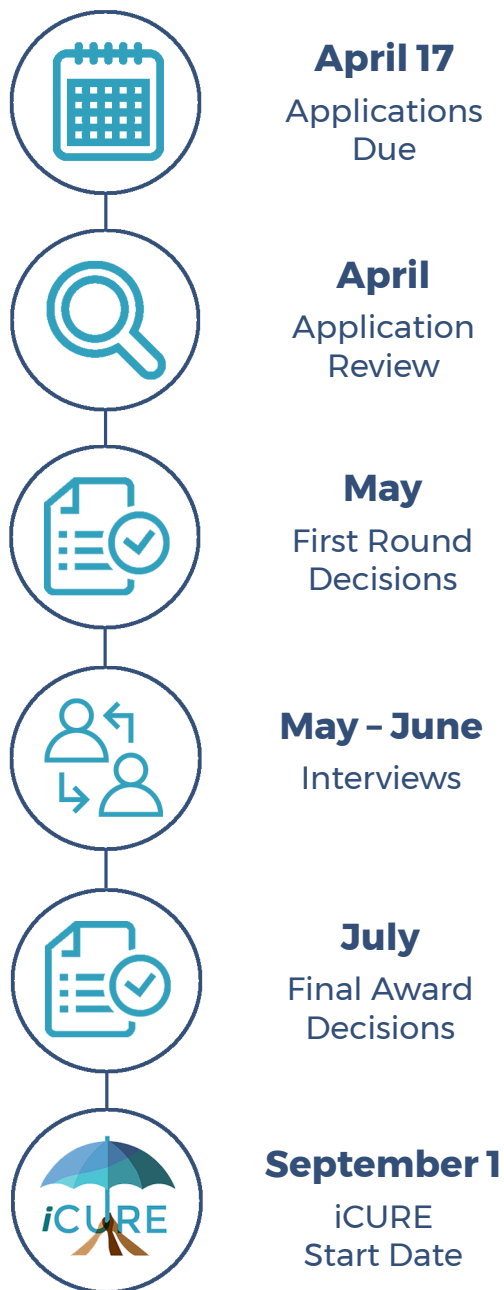 April 17
Applications
Due
April
Application
Review
May
First Round
Decisions
May – June
Interviews
July
Final Award
Decisions
iCURE
September 1
iCURE
Start Date